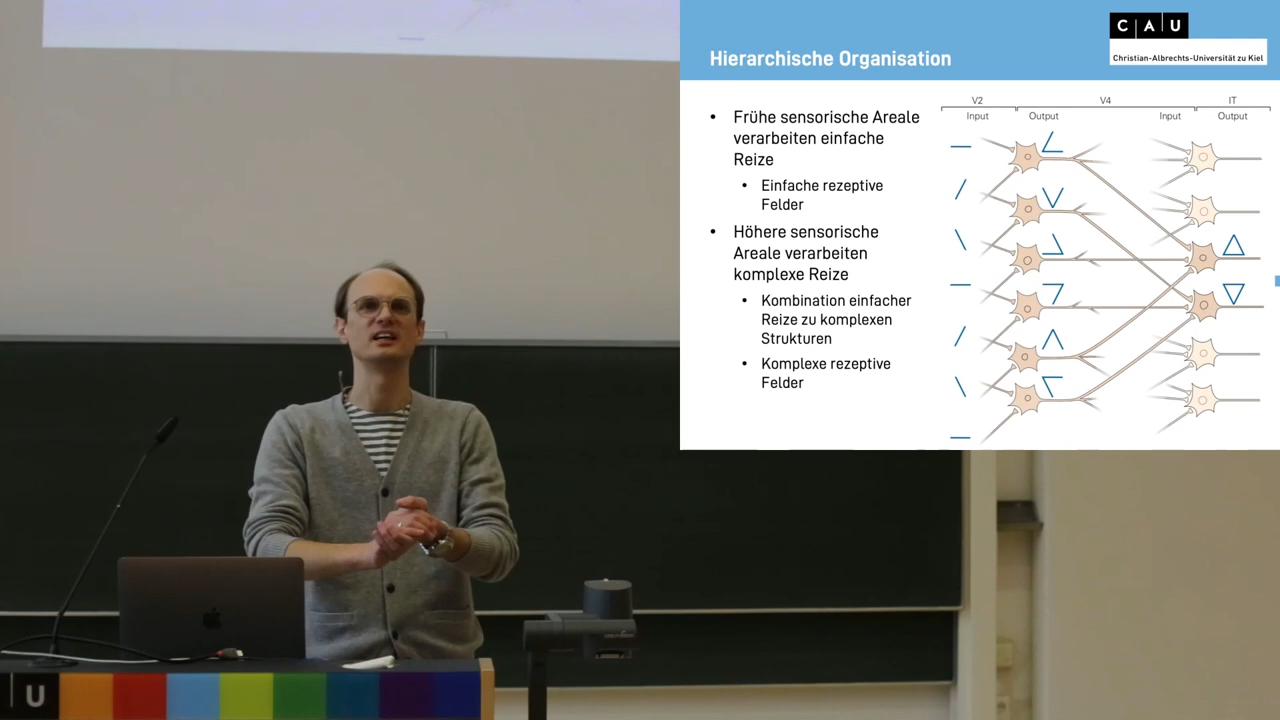 Hierarchische Organisation
C A U
Christian-Albrechts-Universität zu Kiel
• Frühe sensorische Areale
verarbeiten einfache
Reize
• Einfache rezeptive
Felder
• Höhere sensorische
Areale verarbeiten
komplexe Reize
• Kombination einfacher
Reize zu komplexen
Strukturen
• Komplexe rezeptive
Felder
V2 V4 IT
Input Output Input Output
U